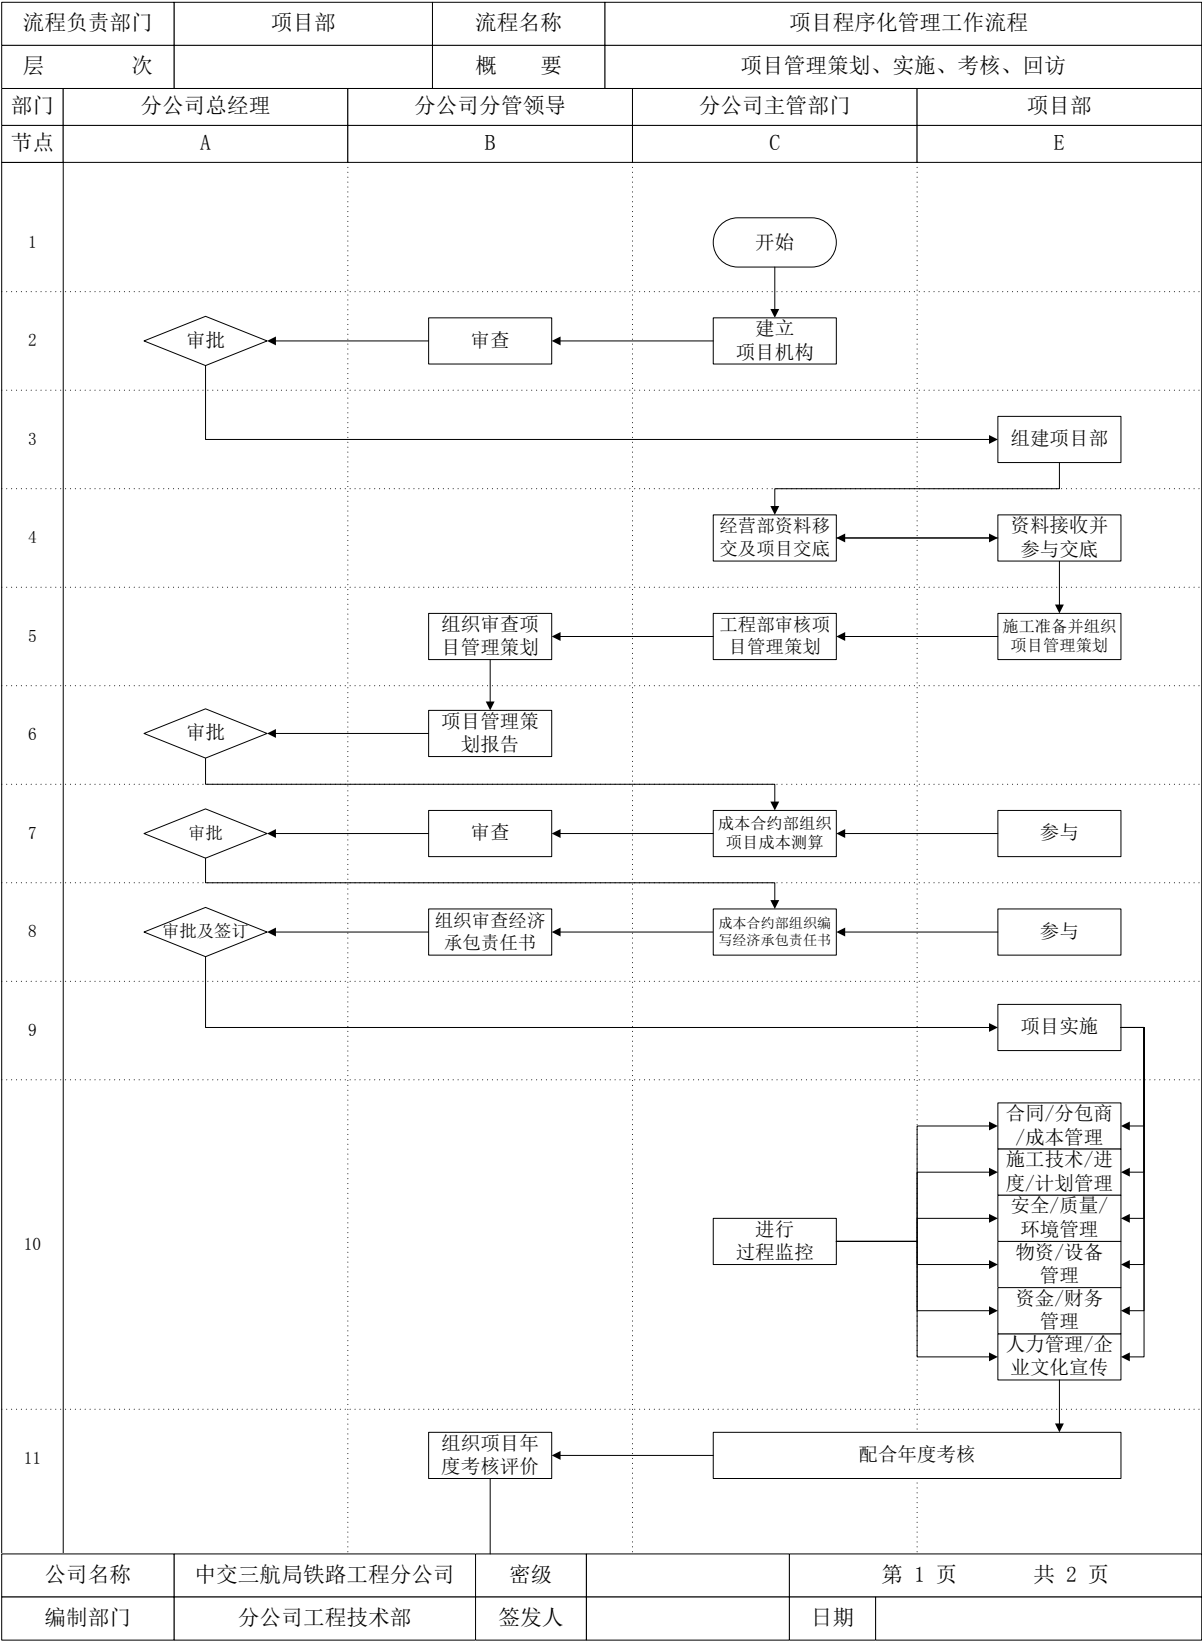 流程负责部门 项目部 流程名称 项目程序化管理工作流程
层 次 概 要 项目管理策划、实施、考核、回访
部门 分公司总经理 分公司分管领导 分公司主管部门 项目部
节点 A B C E
1
开始
2
审批
审查
建立
项目机构
3
组建项目部
4
经营部资料移
交及项目交底
资料接收并
参与交底
5
组织审查项
目管理策划
工程部审核项
目管理策划
施工准备并组织
项目管理策划
6
审批
项目管理策
划报告
7
审批
审查
成本合约部组织
项目成本测算
参与
8
审批及签订
组织审查经济
承包责任书
成本合约部组织编
写经济承包责任书
参与
9
项目实施
10
进行
过程监控
合同/分包商
/成本管理
施工技术/进
度/计划管理
安全/质量/
环境管理
物资/设备
管理
资金/财务
管理
人力管理/企
业文化宣传
11
组织项目年
度考核评价
配合年度考核
公司名称 中交三航局铁路工程分公司 密级 第 1 页 共 2 页
编制部门 分公司工程技术部 签发人 日期